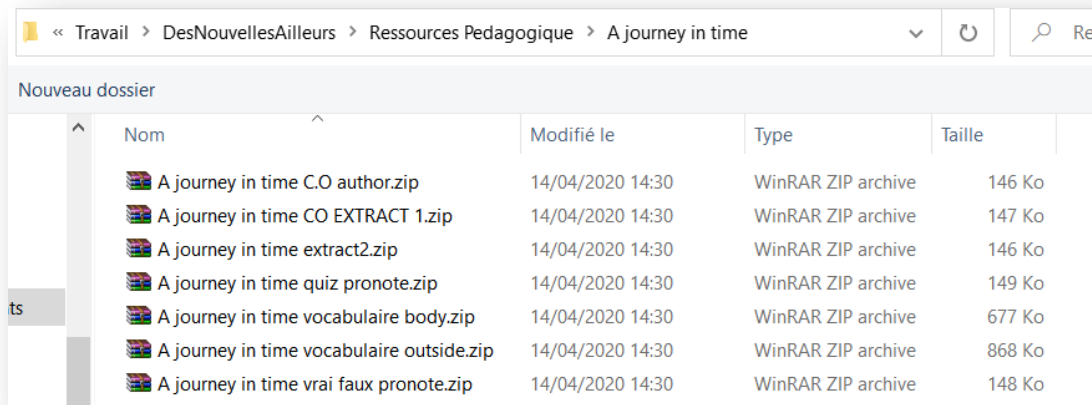 « Travail > DesNouvellesAilleurs > Ressources Pedagogique > A journey in time Re
Nouveau dossier
Nom Modifié le Type Taille
A journey in time C.O author.zip 14/04/2020 14:30 WinRAR ZIP archive 146 Ko
A journey in time CO EXTRACT 1.zip 14/04/2020 14:30 WinRAR ZIP archive 147 Ko
A journey in time extract2.zip 14/04/2020 14:30 WinRAR ZIP archive 146 Ko
A journey in time quiz pronote.zip 14/04/2020 14:30 WinRAR ZIP archive 149 Ko
ts A journey in time vocabulaire body.zip 14/04/2020 14:30 WinRAR ZIP archive 677 Ko
A journey in time vocabulaire outside.zip 14/04/2020 14:30 WinRAR ZIP archive 868 Ko
A journey in time vrai faux pronote.zip 14/04/2020 14:30 WinRAR ZIP archive 148 Ko